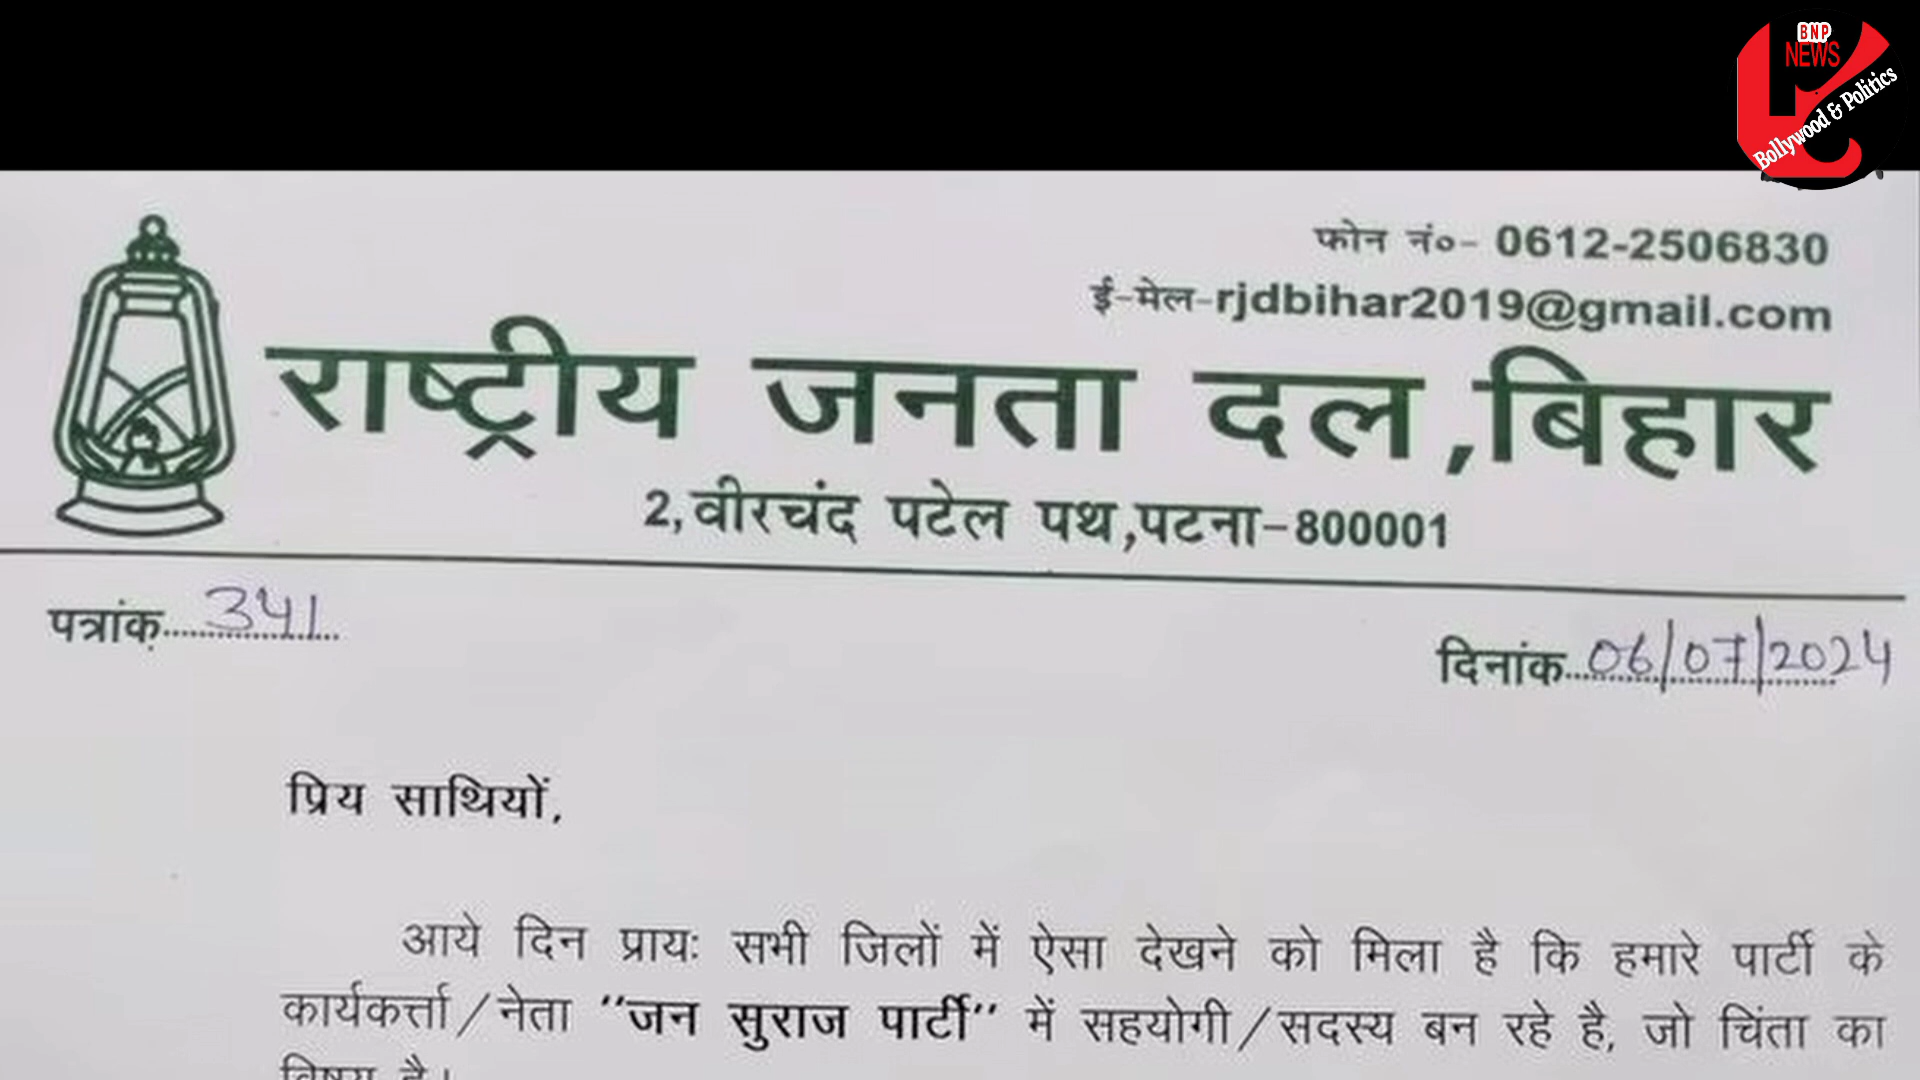 BNP
NEWS
Bollywood & Politics
फोन नं०- 0612-2506830
ई-मेल-rjdbihar2019@gmail.com
राष्ट्रीय जनता दल,बिहार
2,वीरचंद पटेल पथ,पटना-800001
पत्रांक 341
दिनांक 06/07/2024
प्रिय साथियों,
आये दिन प्रायः सभी जिलों में ऐसा देखने को मिला है कि हमारे पार्टी के
कार्यकर्त्ता/नेता ''जन सुराज पार्टी'' में सहयोगी/सदस्य बन रहे है, जो चिंता का
विषय है।